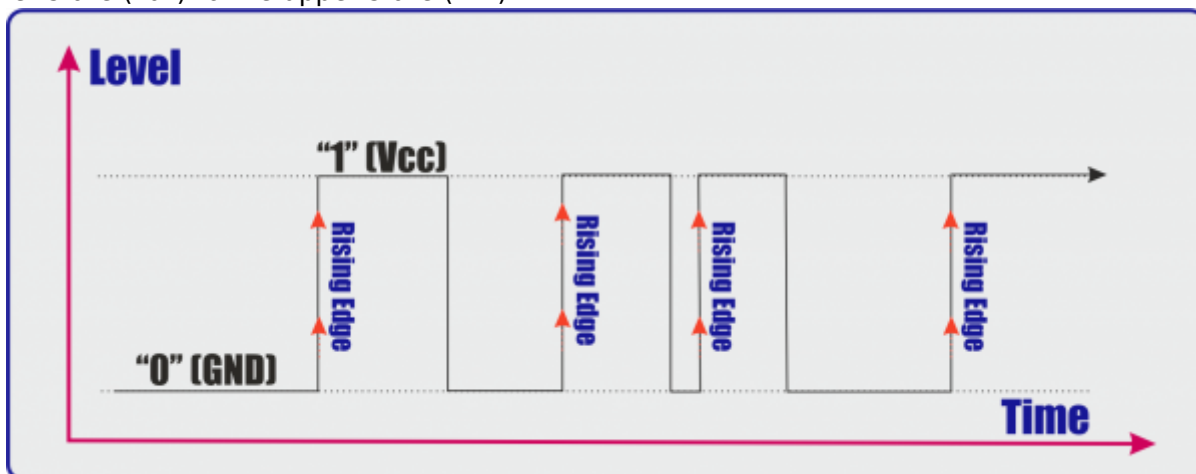 Level
“1” (Vcc)
Rising Edge
Rising Edge
Rising Edge
Rising Edge
“0” (GND)
Time